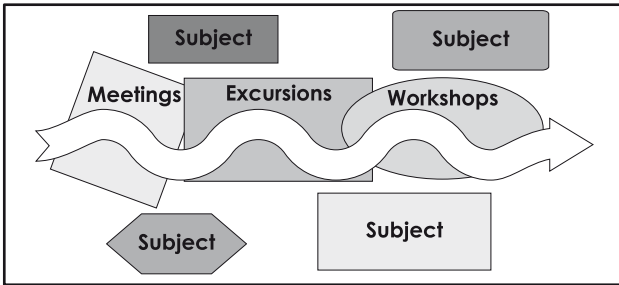 Subject
Subject
Meetings
Excursions
Workshops
Subject
Subject